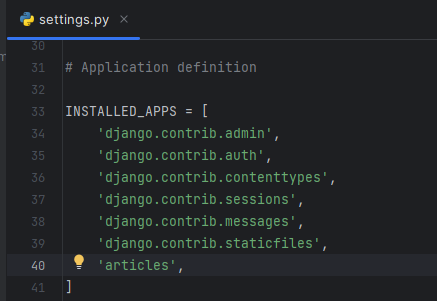 settings.py
30
31 # Application definition
32
33 INSTALLED_APPS = [
34     'django.contrib.admin',
35     'django.contrib.auth',
36     'django.contrib.contenttypes',
37     'django.contrib.sessions',
38     'django.contrib.messages',
39     'django.contrib.staticfiles',
40     'articles',
41 ]